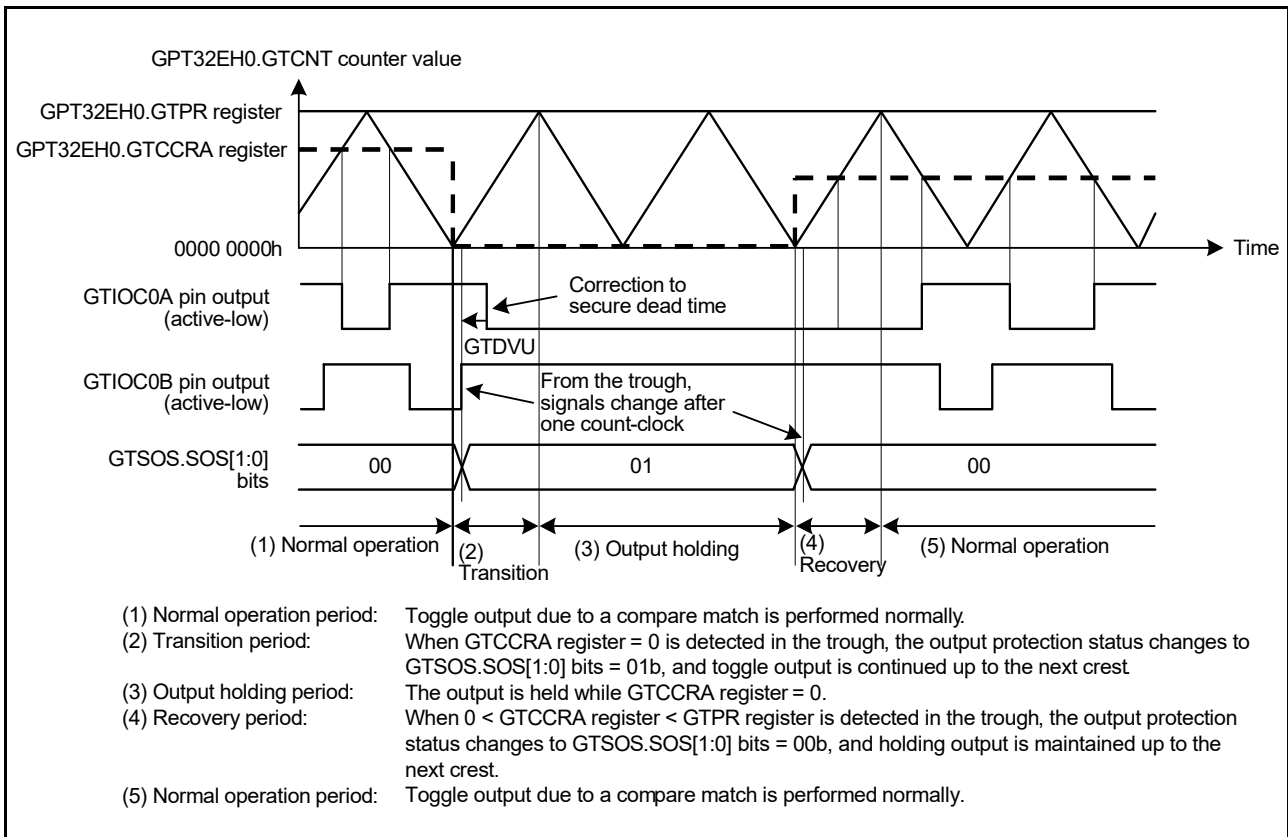 GPT32EH0.GTCNT counter value
GPT32EH0.GTPR register
GPT32EH0.GTCCRA register
0000 0000h
Time
GTIOC0A pin output
(active-low)
Correction to
secure dead time
GTDVU
GTIOC0B pin output
(active-low)
From the trough,
signals change after
one count-clock
GTSOS.SOS[1:0]
bits
00
01
00
(1) Normal operation
(2)
Transition
(3) Output holding
(4)
Recovery
(5) Normal operation
(1) Normal operation period: Toggle output due to a compare match is performed normally.
(2) Transition period: When GTCCRA register = 0 is detected in the trough, the output protection status changes to
GTSOS.SOS[1:0] bits = 01b, and toggle output is continued up to the next crest.
(3) Output holding period: The output is held while GTCCRA register = 0.
(4) Recovery period: When 0 < GTCCRA register < GTPR register is detected in the trough, the output protection
status changes to GTSOS.SOS[1:0] bits = 00b, and holding output is maintained up to the
next crest.
(5) Normal operation period: Toggle output due to a compare match is performed normally.